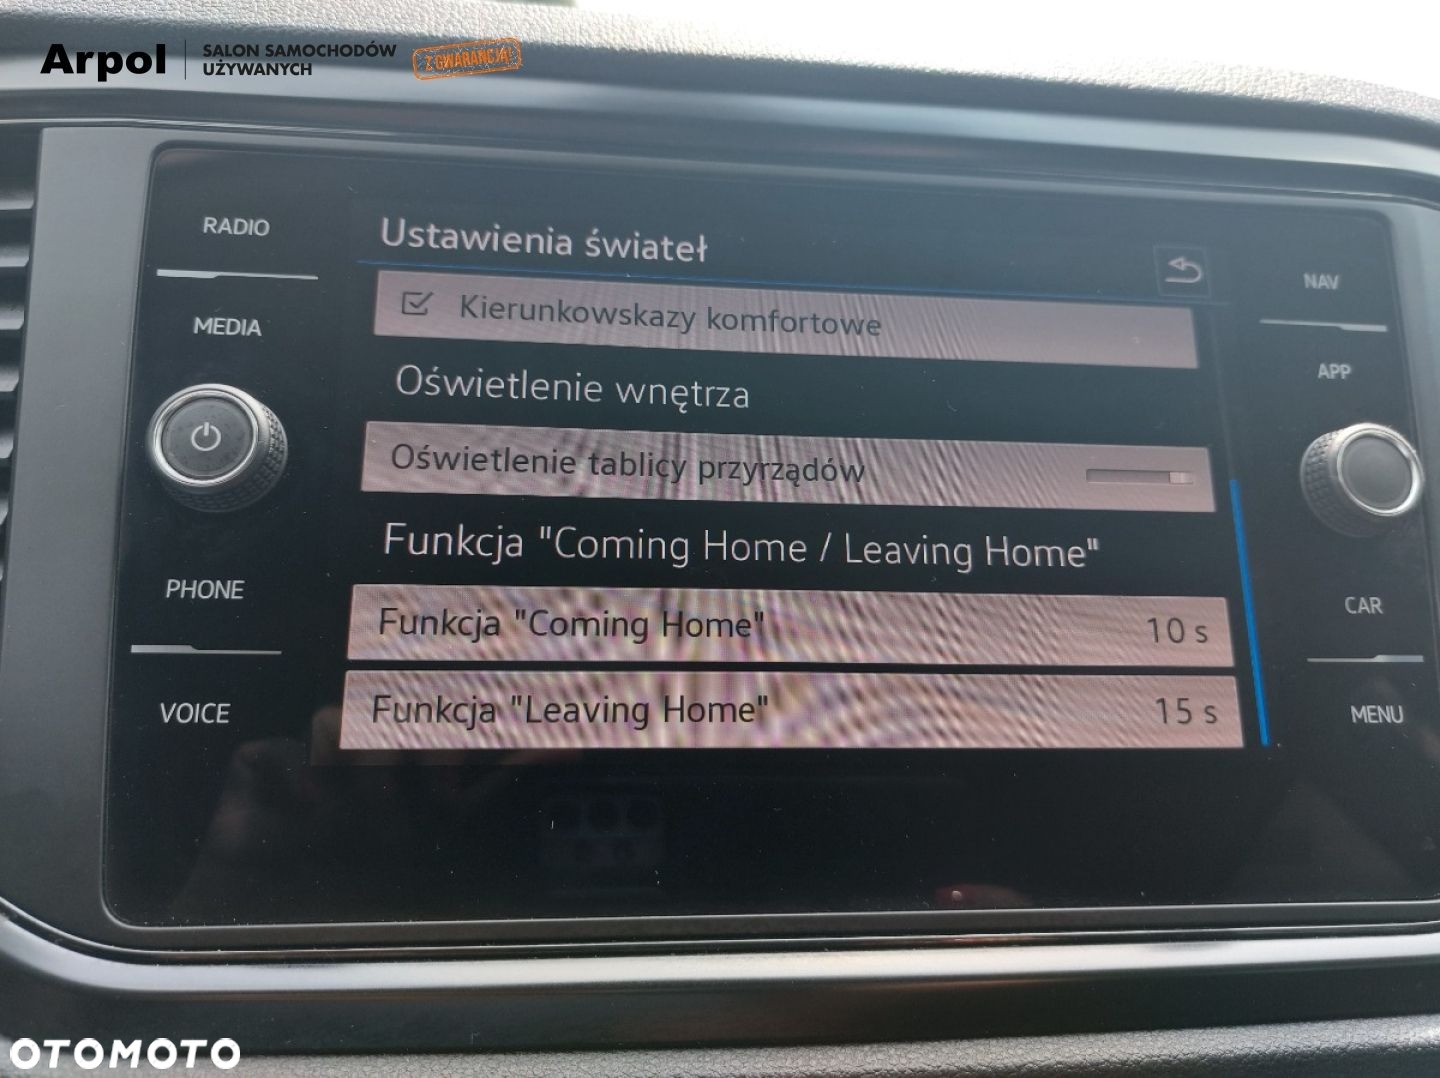 Arpol
SALON SAMOCHODÓW
UŻYWANYCH
Z GWARANCJĄ!
RADIO
MEDIA
PHONE
VOICE
Ustawienia świateł
Kierunkowskazy komfortowe
Oświetlenie wnętrza
Oświetlenie tablicy przyrządów
Funkcja "Coming Home / Leaving Home"
Funkcja "Coming Home" 10 s
Funkcja "Leaving Home" 15 s
NAV
APP
CAR
MENU
OTOMOTO